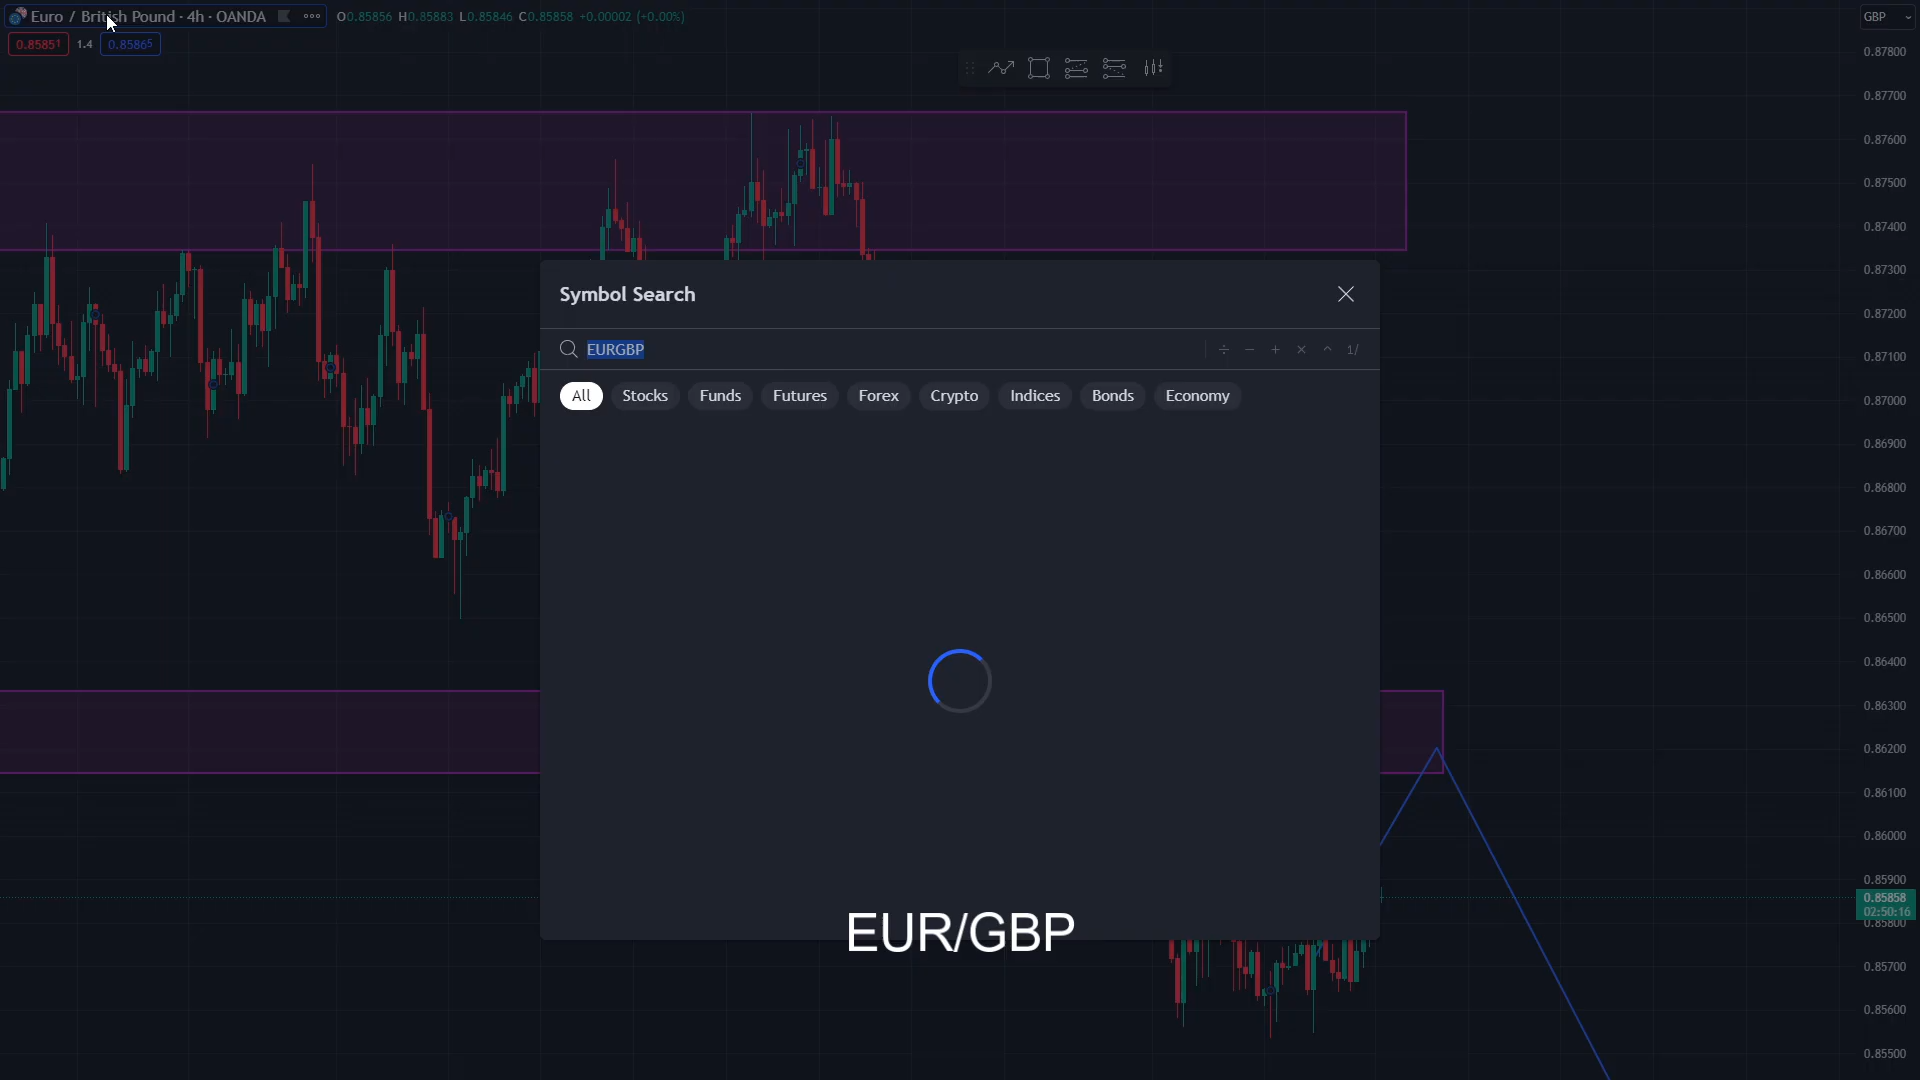 Euro / British Pound · 4h · OANDA
O0.85856 H0.85883 L0.85846 C0.85858 +0.00002 (+0.00%)
GBP
0.85851 1.4 0.85865
0.87800
0.87700
0.87600
0.87500
0.87400
0.87300
Symbol Search
0.87200
EURGBP
÷ − + × ^ 1/
0.87100
All Stocks Funds Futures Forex Crypto Indices Bonds Economy
0.87000
0.86900
0.86800
0.86700
0.86600
0.86500
0.86400
0.86300
0.86200
0.86100
0.86000
0.85900
0.85858
02:50:16
0.85800
EUR/GBP
0.85700
0.85600
0.85500